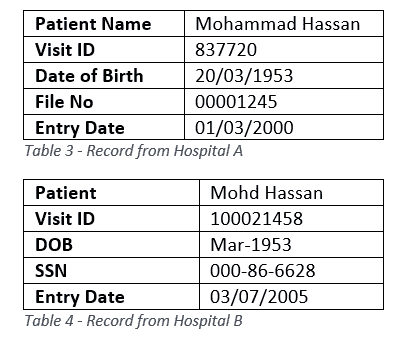 Patient Name Mohammad Hassan
Visit ID 837720
Date of Birth 20/03/1953
File No 00001245
Entry Date 01/03/2000
Table 3 - Record from Hospital A
Patient Mohd Hassan
Visit ID 100021458
DOB Mar-1953
SSN 000-86-6628
Entry Date 03/07/2005
Table 4 - Record from Hospital B